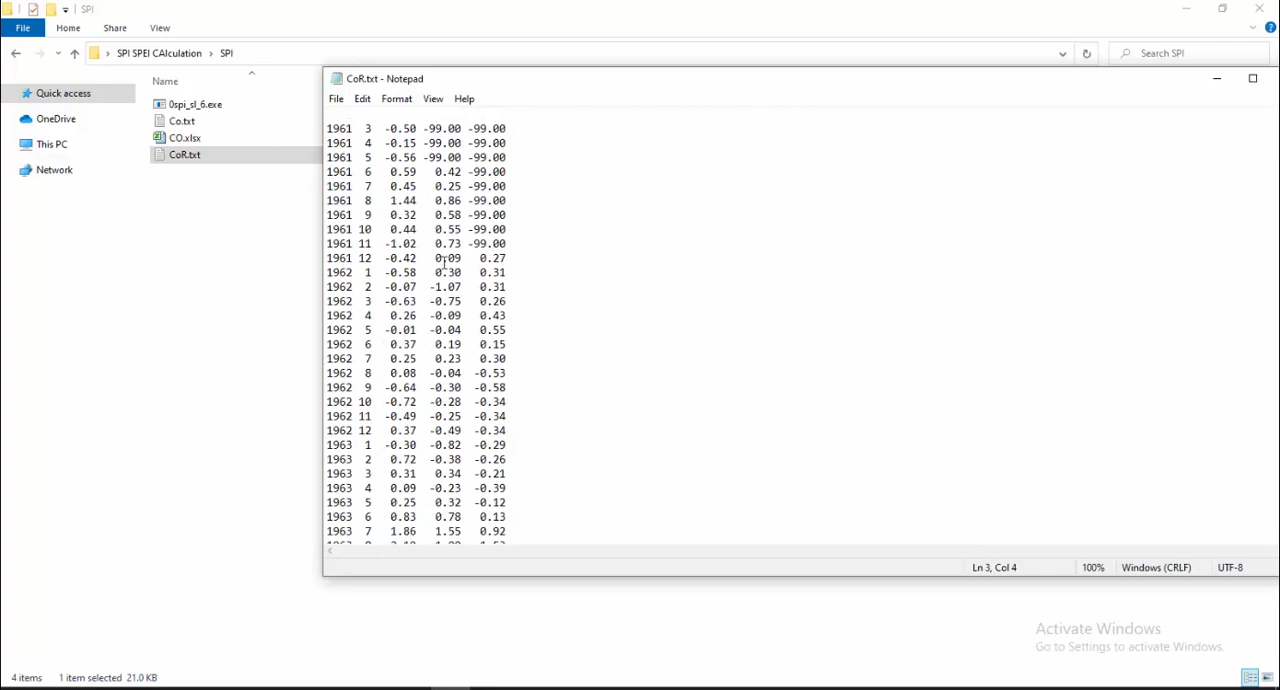 SPI
File Home Share View
SPI SPEI CAlculation > SPI
Search SPI
Quick access
OneDrive
This PC
Network
Name
0spi_sl_6.exe
Co.txt
CO.xlsx
CoR.txt
CoR.txt - Notepad
File Edit Format View Help
1961 3 -0.50 -99.00 -99.00
1961 4 -0.15 -99.00 -99.00
1961 5 -0.56 -99.00 -99.00
1961 6 0.59 0.42 -99.00
1961 7 0.45 0.25 -99.00
1961 8 1.44 0.86 -99.00
1961 9 0.32 0.58 -99.00
1961 10 0.44 0.55 -99.00
1961 11 -1.02 0.73 -99.00
1961 12 -0.42 0.09 0.27
1962 1 -0.58 0.30 0.31
1962 2 -0.07 -1.07 0.31
1962 3 -0.63 -0.75 0.26
1962 4 0.26 -0.09 0.43
1962 5 -0.01 -0.04 0.55
1962 6 0.37 0.19 0.15
1962 7 0.25 0.23 0.30
1962 8 0.08 -0.04 -0.53
1962 9 -0.64 -0.30 -0.58
1962 10 -0.72 -0.28 -0.34
1962 11 -0.49 -0.25 -0.34
1962 12 0.37 -0.49 -0.34
1963 1 -0.30 -0.82 -0.29
1963 2 0.72 -0.38 -0.26
1963 3 0.31 0.34 -0.21
1963 4 0.09 -0.23 -0.39
1963 5 0.25 0.32 -0.12
1963 6 0.83 0.78 0.13
1963 7 1.86 1.55 0.92
Ln 3, Col 4 100% Windows (CRLF) UTF-8
Activate Windows
Go to Settings to activate Windows.
4 items 1 item selected 21.0 KB